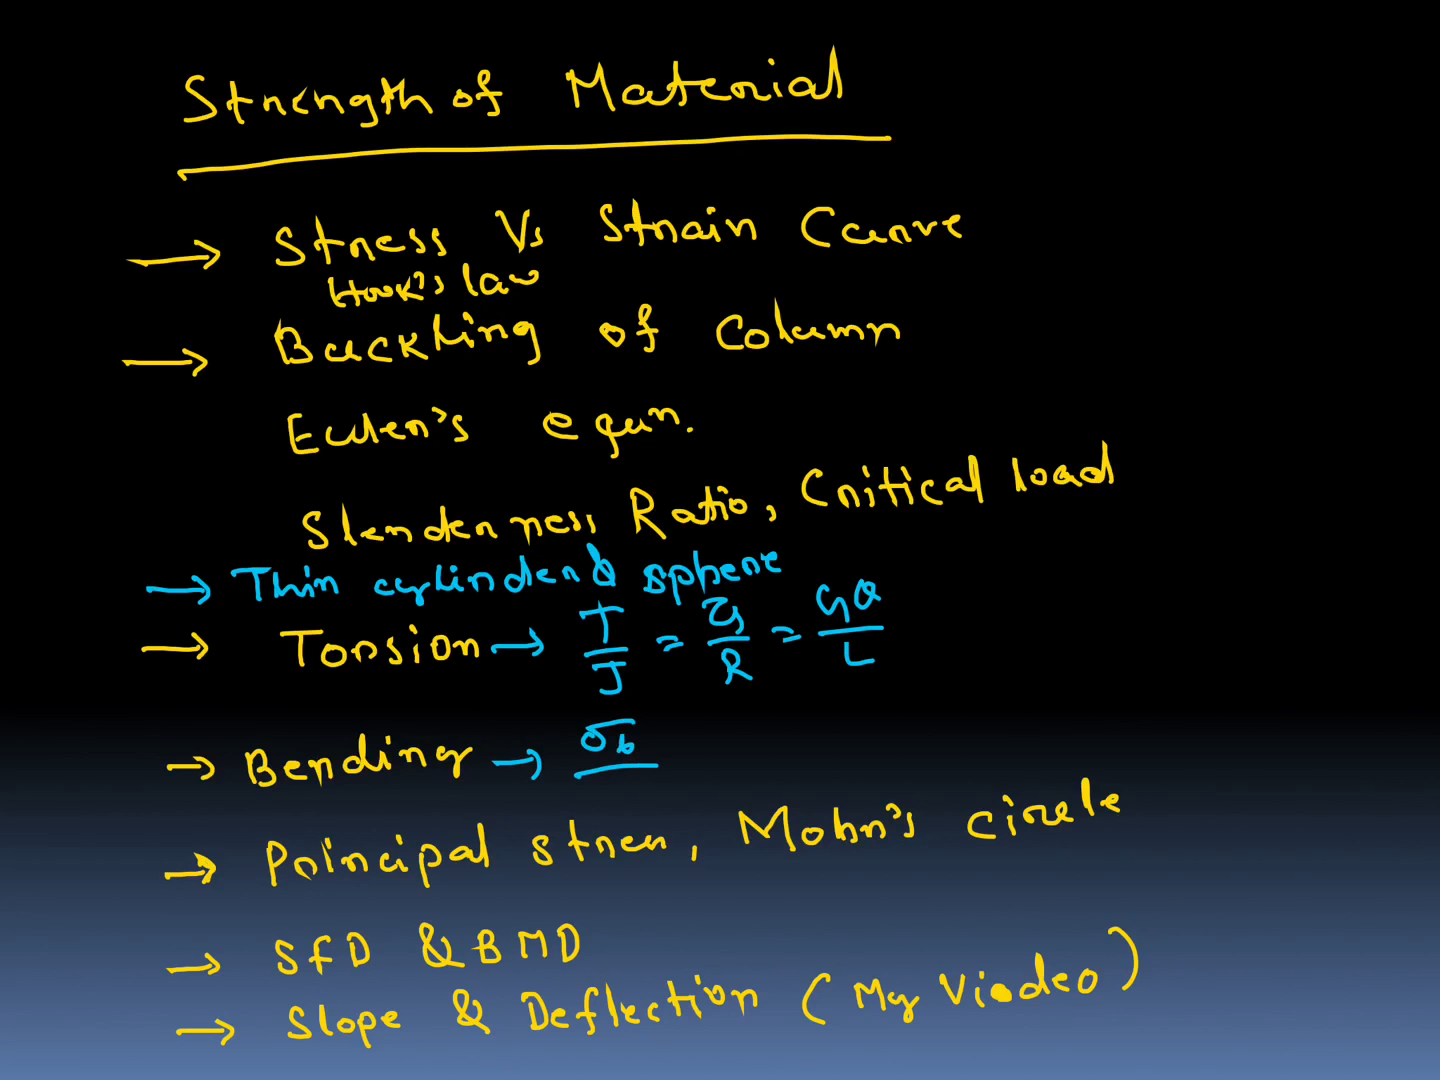 Strength of Material
→ Stress Vs Strain Curve
Hook's law
→ Buckling of Column
Euler's equn.
Slenderness Ratio, Critical load
→ Thin cylinder & sphere
→ Torsion → T/J = τ/R = Gθ/L
→ Bending → σb
→ Principal stress, Mohr's circle
→ SFD & BMD
→ Slope & Deflection (My Viodeo)